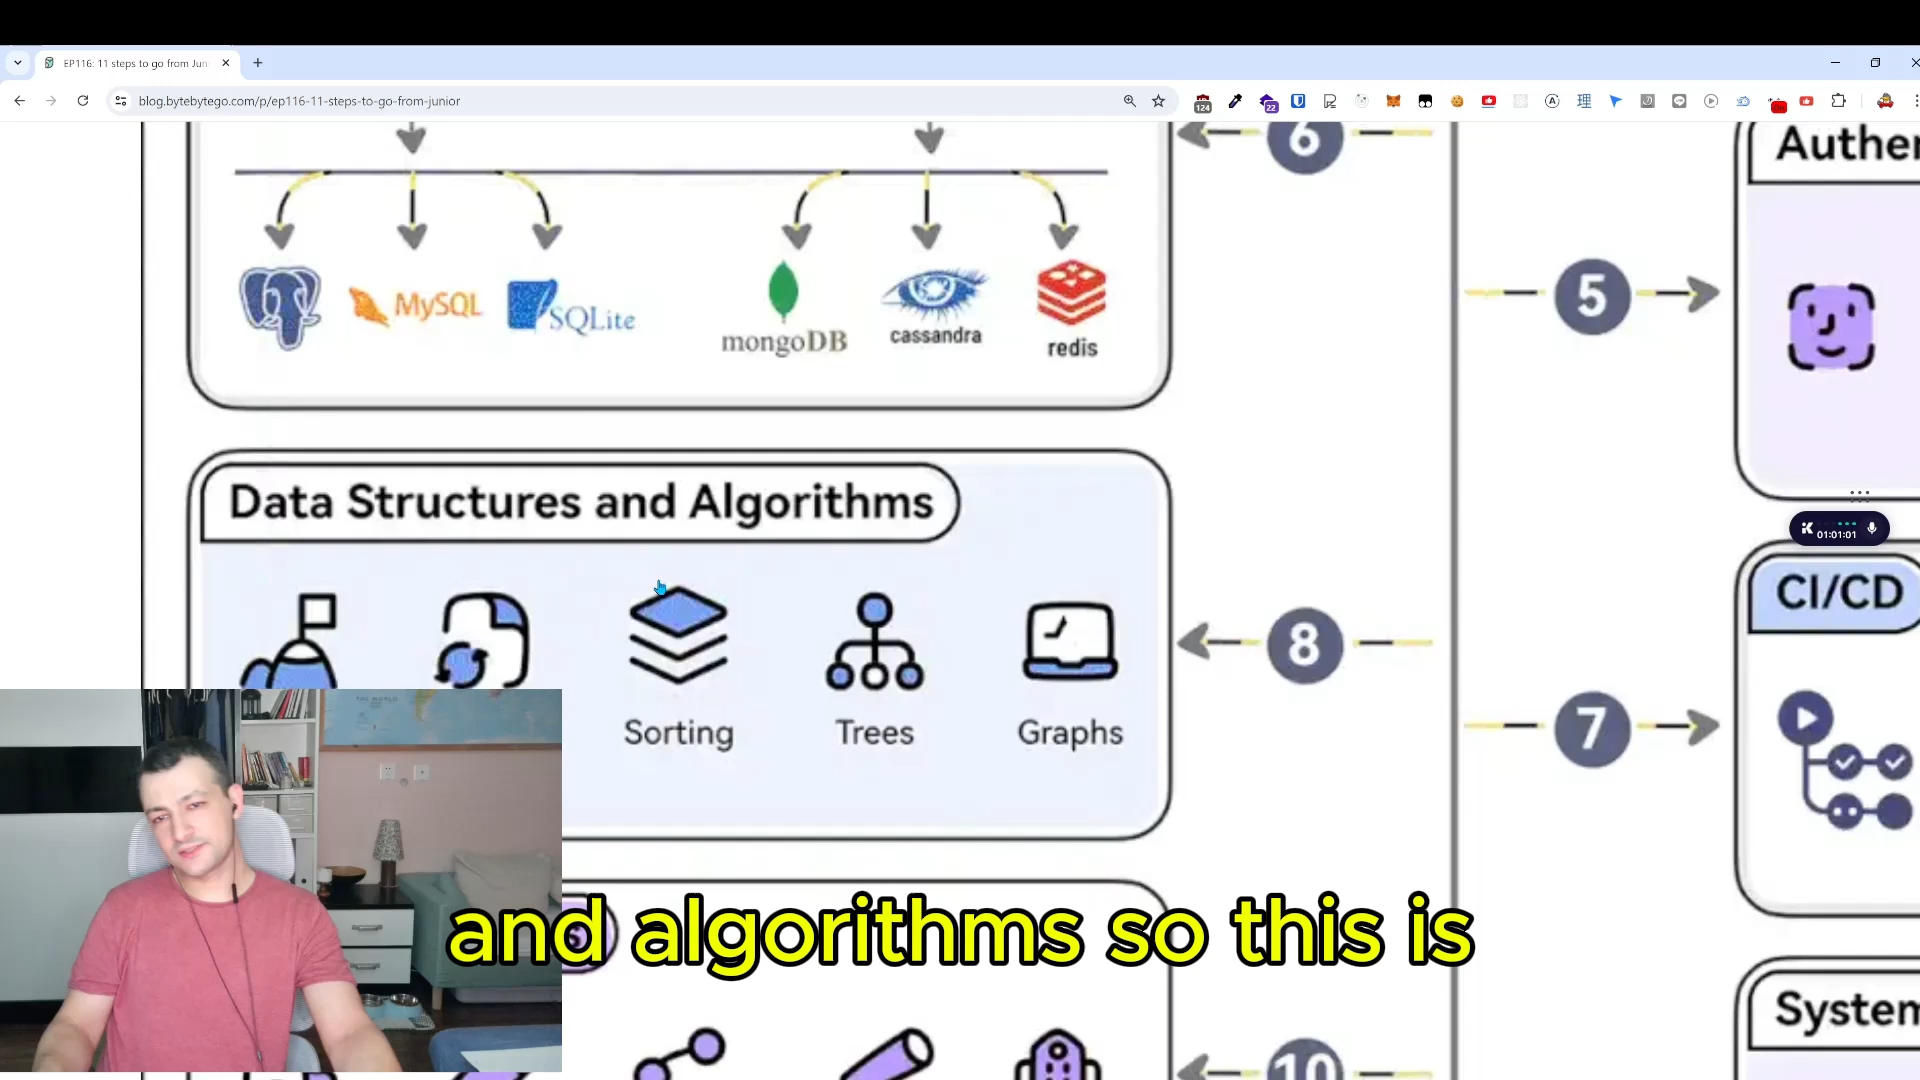 EP116: 11 steps to go from Jun
blog.bytebytego.com/p/ep116-11-steps-to-go-from-junior
124
22
6
Auther
5
MySQL
SQLite
mongoDB
cassandra
redis
Data Structures and Algorithms
01:01:01
CI/CD
8
7
Sorting
Trees
Graphs
and algorithms so this is
System
10